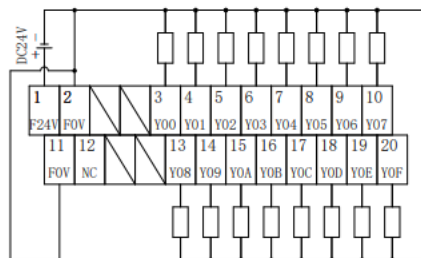 DC24V
+ -
1 2 3 4 5 6 7 8 9 10
F24V F0V Y00 Y01 Y02 Y03 Y04 Y05 Y06 Y07
11 12 13 14 15 16 17 18 19 20
F0V NC Y08 Y09 Y0A Y0B Y0C Y0D Y0E Y0F